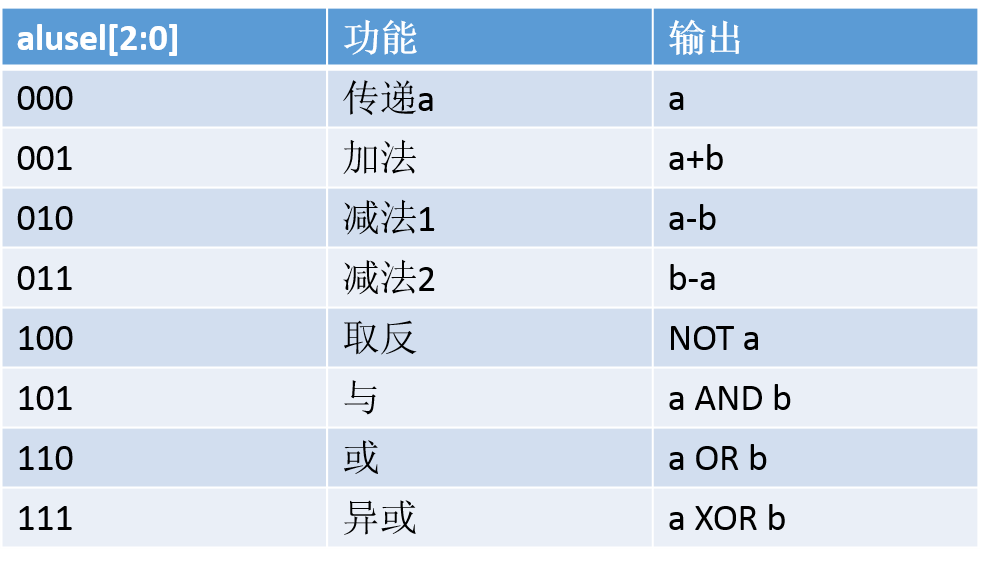 alusel[2:0] 功能 输出
000 传递a a
001 加法 a+b
010 减法1 a-b
011 减法2 b-a
100 取反 NOT a
101 与 a AND b
110 或 a OR b
111 异或 a XOR b